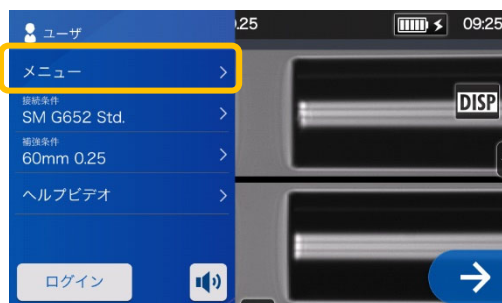 ユーザ
.25
09:25
メニュー
接続条件
SM G652 Std.
DISP
補強条件
60mm 0.25
ヘルプビデオ
ログイン